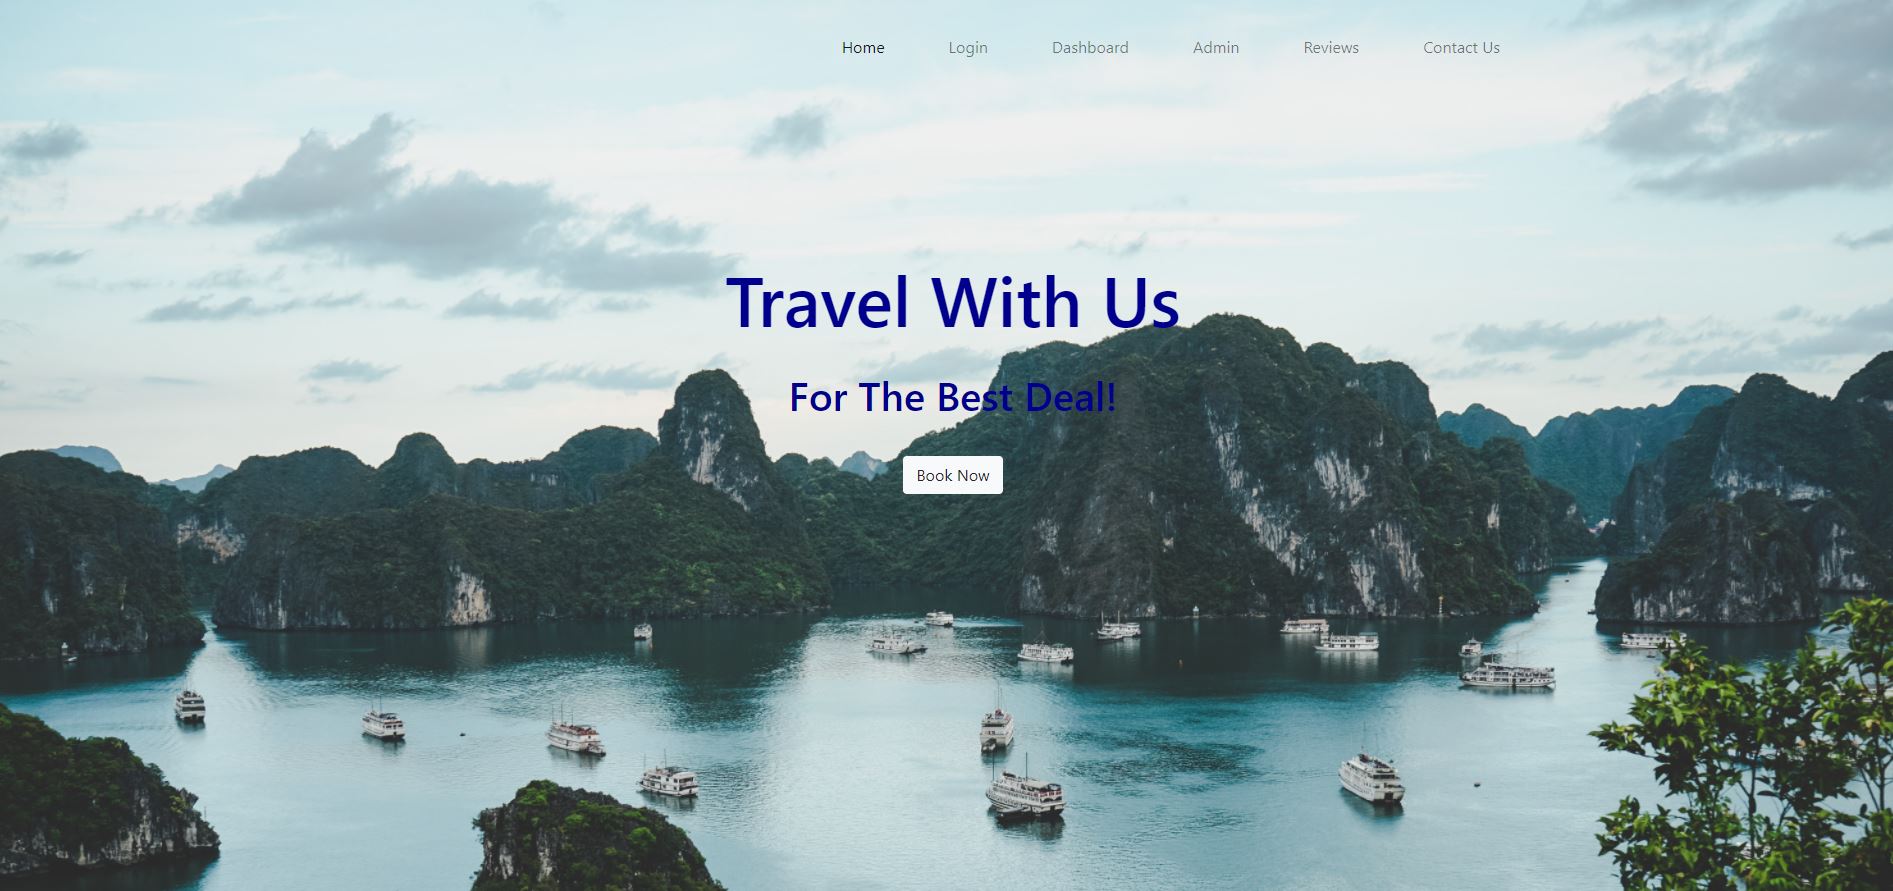 Home Login Dashboard Admin Reviews Contact Us
Travel With Us
For The Best Deal!
Book Now